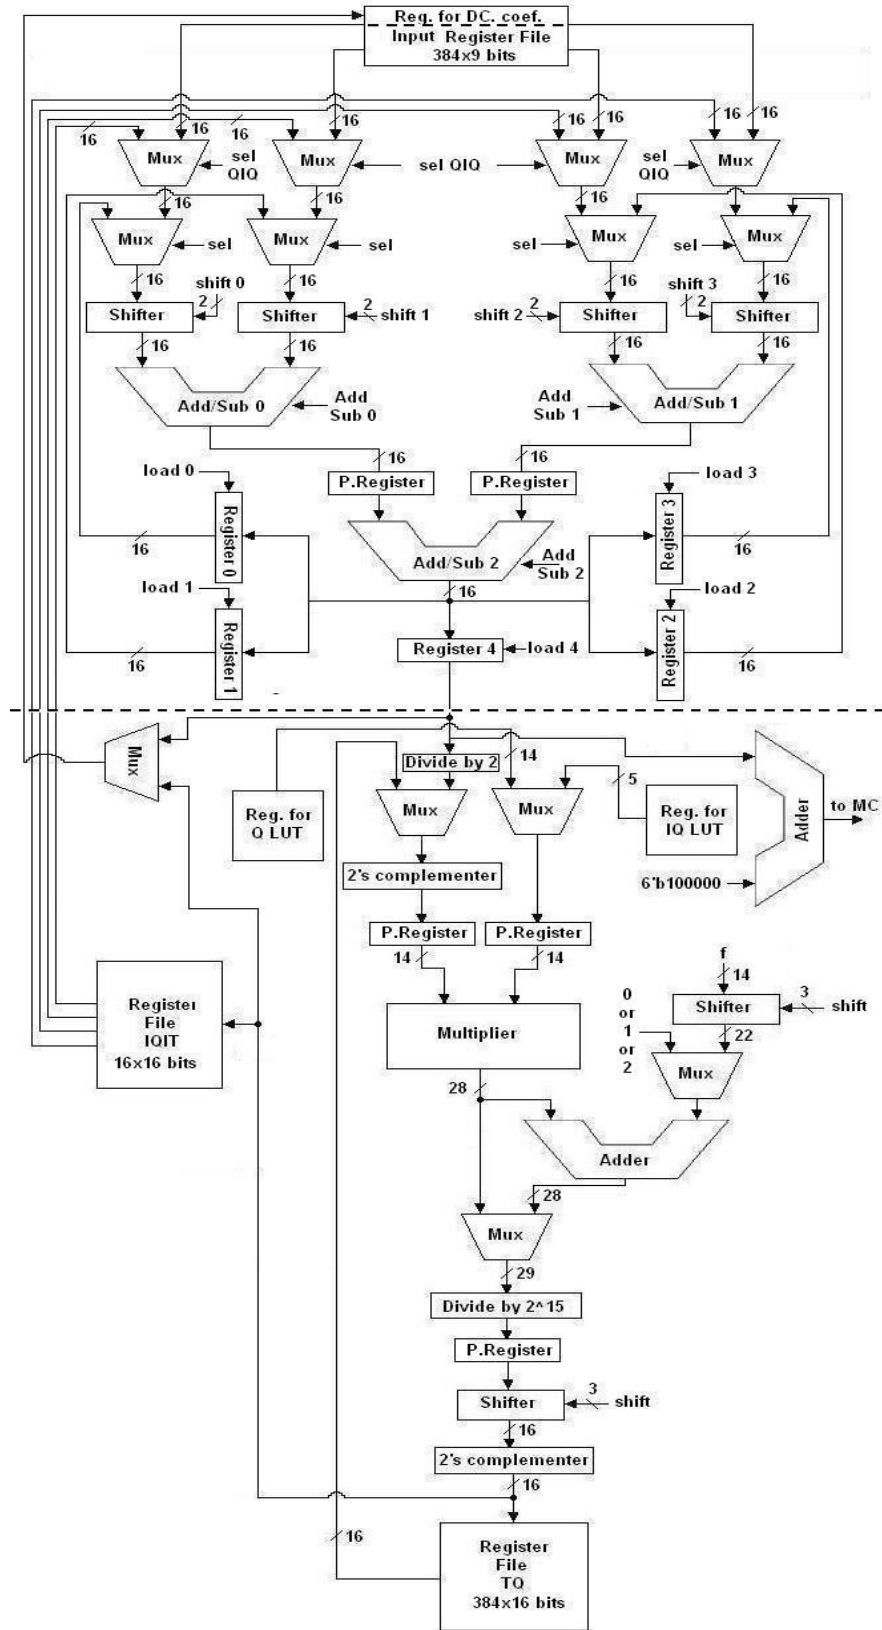 Reg. for DC. coef.
Input Register File
384x9 bits
16
16
16
16
16
16
16
16
Mux
sel
QIQ
Mux
sel QIQ
Mux
sel
QIQ
Mux
16
16
16
16
Mux
sel
Mux
sel
sel
Mux
sel
Mux
16
shift 0
16
16
shift 3
16
2
2
2
2
Shifter
Shifter
shift 1
shift 2
Shifter
Shifter
16
16
16
16
Add/Sub 0
Add
Sub 0
Add
Sub 1
Add/Sub 1
16
16
P.Register
P.Register
load 0
load 3
Register 0
Register 3
16
16
Add/Sub 2
Add
Sub 2
16
load 1
load 2
Register 1
Register 2
16
16
Register 4
load 4
Mux
Divide by 2
14
5
Reg. for
Q LUT
Mux
Mux
Reg. for
IQ LUT
Adder
to MC
6'b100000
2's complementer
P.Register
P.Register
14
14
Register
File
IQIT
16x16 bits
f
14
Shifter
3
shift
22
0
or
1
or
2
Multiplier
Mux
28
Adder
28
Mux
29
Divide by 2^15
P.Register
Shifter
3
shift
16
2's complementer
16
16
Register
File
TQ
384x16 bits